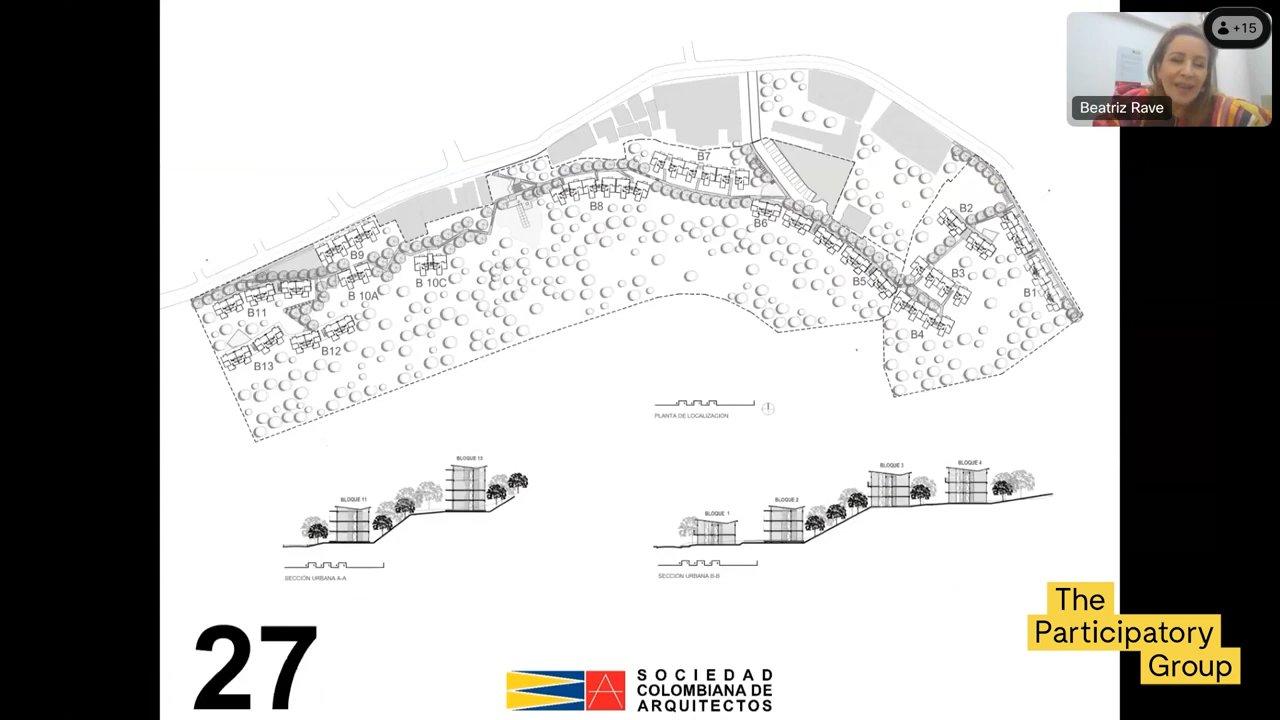 +15
Beatriz Rave
B7
B8
B6
B2
B9
B 10A
B 10C
B5
B3
B1
B11
B12
B13
B4
PLANTA DE LOCALIZACIÓN
BLOQUE 11
BLOQUE 13
SECCIÓN URBANA A-A
BLOQUE 1
BLOQUE 2
BLOQUE 3
BLOQUE 4
SECCIÓN URBANA B-B
27
SOCIEDAD
COLOMBIANA DE
ARQUITECTOS
The
Participatory
Group